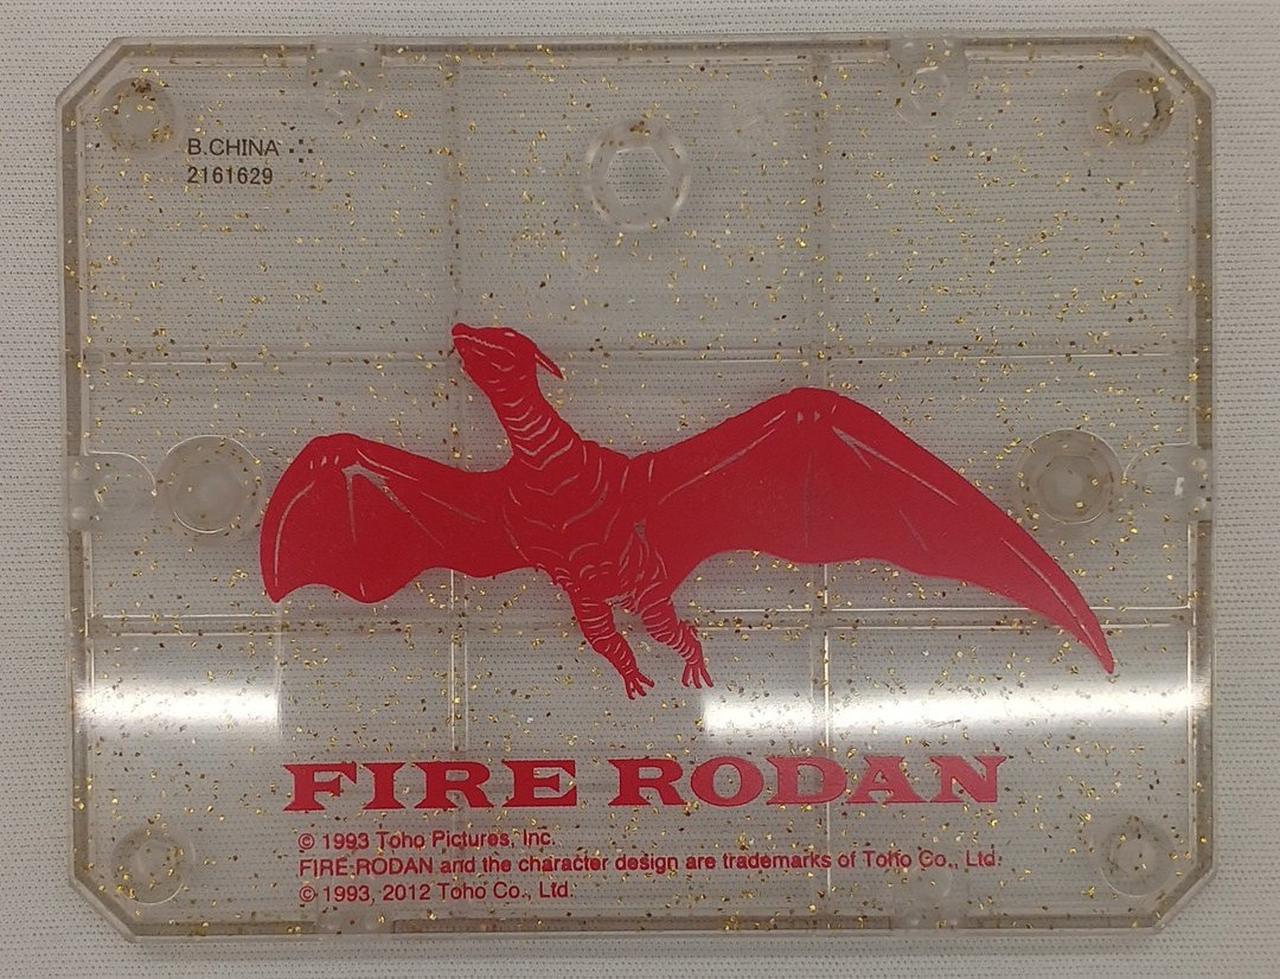 B.CHINA
2161629
FIRE RODAN
© 1993 Toho Pictures, Inc.
FIRE RODAN and the character design are trademarks of Toho Co., Ltd.
© 1993, 2012 Toho Co., Ltd.